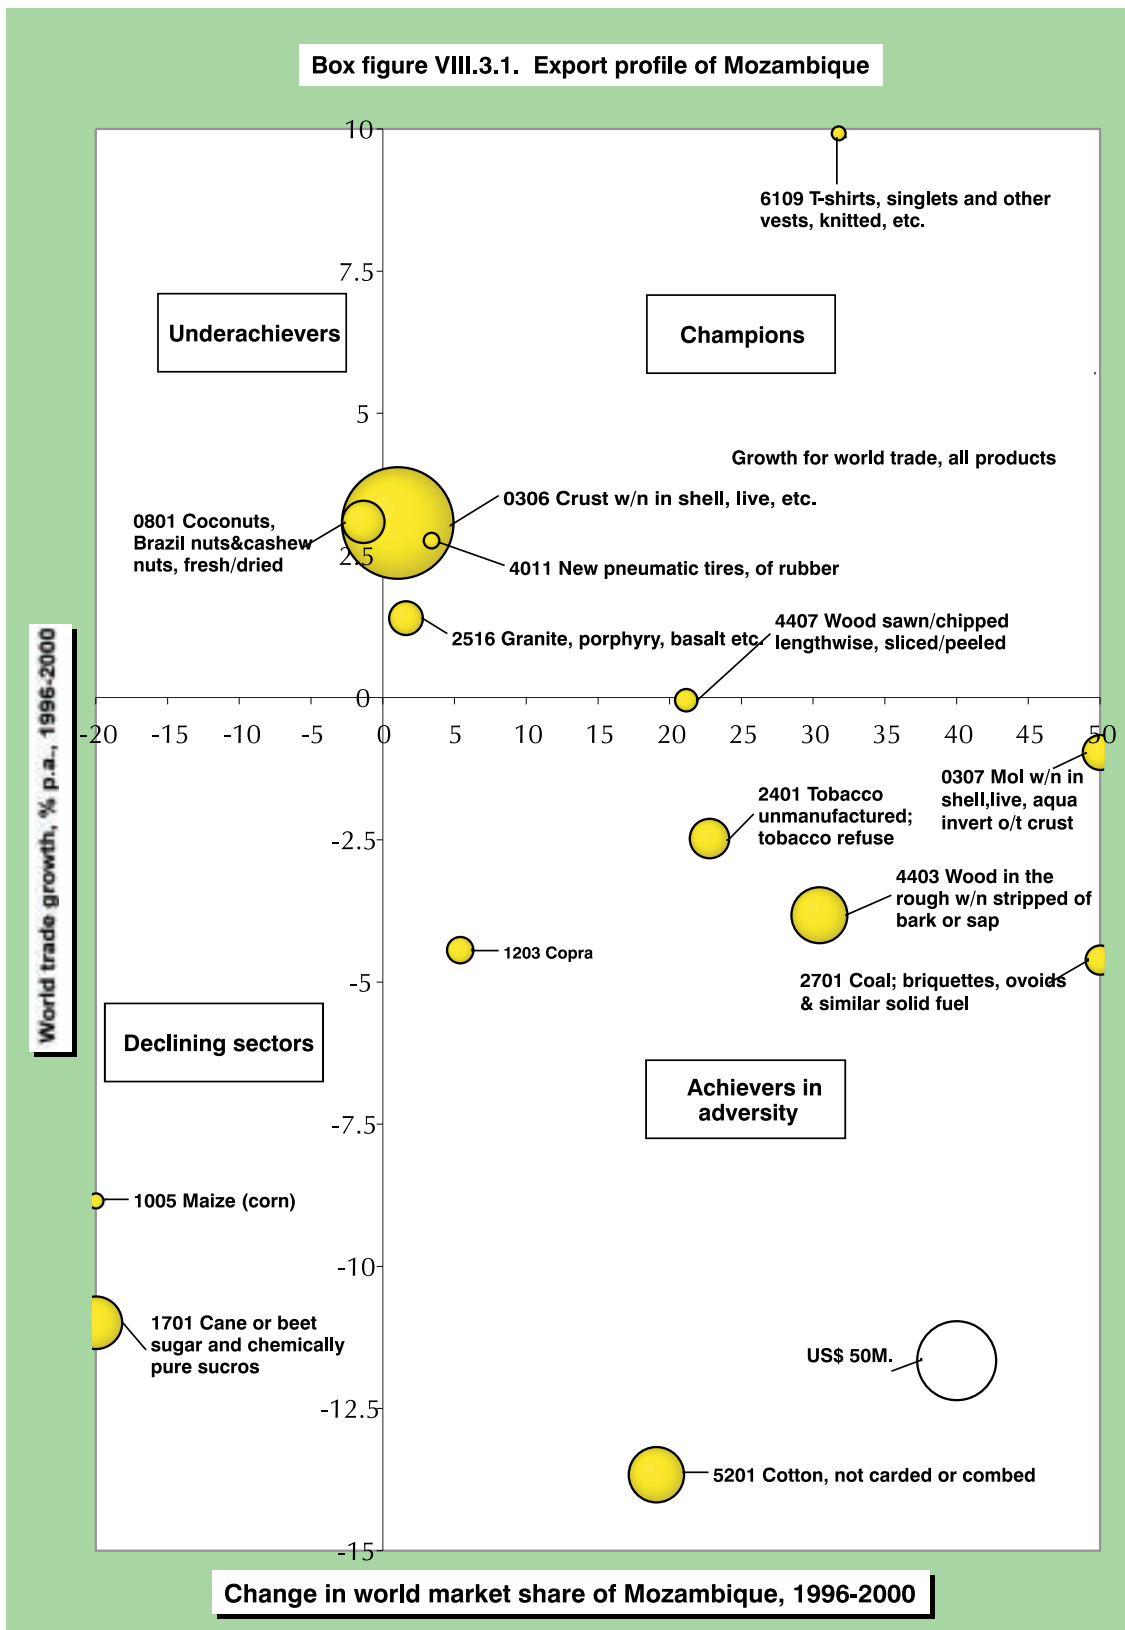 Box figure VIII.3.1. Export profile of Mozambique
10
6109 T-shirts, singlets and other
vests, knitted, etc.
7.5
Underachievers
Champions
5
Growth for world trade, all products
0306 Crust w/n in shell, live, etc.
0801 Coconuts,
Brazil nuts&cashew
nuts, fresh/dried
2.5
4011 New pneumatic tires, of rubber
4407 Wood sawn/chipped
lengthwise, sliced/peeled
2516 Granite, porphyry, basalt etc.
World trade growth, % p.a., 1996-2000
0
-20 -15 -10 -5 0 5 10 15 20 25 30 35 40 45 50
0307 Mol w/n in
shell,live, aqua
invert o/t crust
2401 Tobacco
unmanufactured;
tobacco refuse
-2.5
4403 Wood in the
rough w/n stripped of
bark or sap
1203 Copra
-5
2701 Coal; briquettes, ovoids
& similar solid fuel
Declining sectors
Achievers in
adversity
-7.5
1005 Maize (corn)
-10
1701 Cane or beet
sugar and chemically
pure sucros
US$ 50M.
-12.5
5201 Cotton, not carded or combed
-15
Change in world market share of Mozambique, 1996-2000